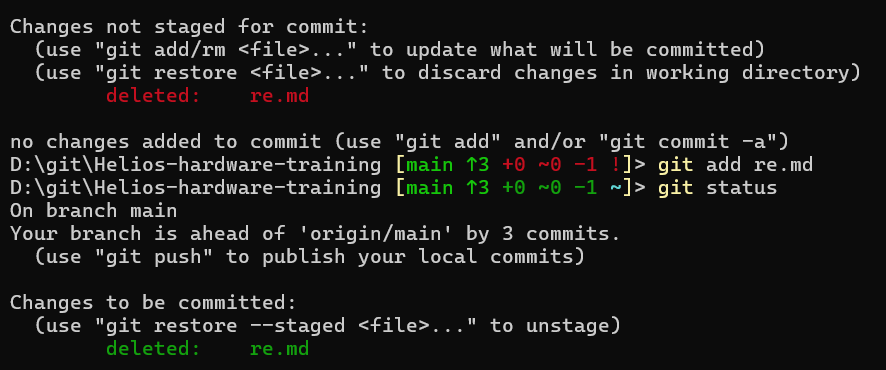 Changes not staged for commit:
  (use "git add/rm <file>..." to update what will be committed)
  (use "git restore <file>..." to discard changes in working directory)
        deleted:    re.md

no changes added to commit (use "git add" and/or "git commit -a")
D:\git\Helios-hardware-training [main ↑3 +0 ~0 -1 !]> git add re.md
D:\git\Helios-hardware-training [main ↑3 +0 ~0 -1 ~]> git status
On branch main
Your branch is ahead of 'origin/main' by 3 commits.
  (use "git push" to publish your local commits)

Changes to be committed:
  (use "git restore --staged <file>..." to unstage)
        deleted:    re.md